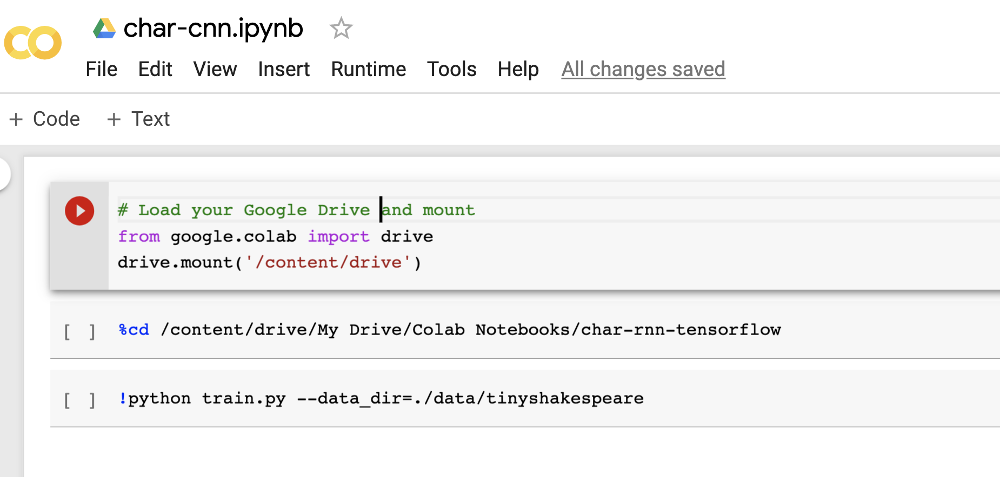 char-cnn.ipynb
File Edit View Insert Runtime Tools Help All changes saved
+ Code + Text
# Load your Google Drive and mount
from google.colab import drive
drive.mount('/content/drive')
[ ] %cd /content/drive/My Drive/Colab Notebooks/char-rnn-tensorflow
[ ] !python train.py --data_dir=./data/tinyshakespeare